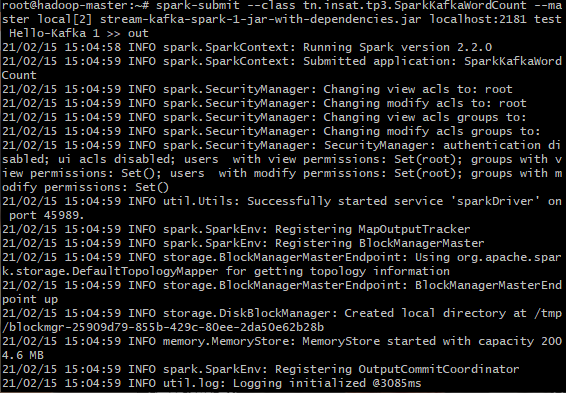 root@hadoop-master:~# spark-submit --class tn.insat.tp3.SparkKafkaWordCount --ma
ster local[2] stream-kafka-spark-1-jar-with-dependencies.jar localhost:2181 test
 Hello-Kafka 1 >> out
21/02/15 15:04:58 INFO spark.SparkContext: Running Spark version 2.2.0
21/02/15 15:04:59 INFO spark.SparkContext: Submitted application: SparkKafkaWord
Count
21/02/15 15:04:59 INFO spark.SecurityManager: Changing view acls to: root
21/02/15 15:04:59 INFO spark.SecurityManager: Changing modify acls to: root
21/02/15 15:04:59 INFO spark.SecurityManager: Changing view acls groups to:
21/02/15 15:04:59 INFO spark.SecurityManager: Changing modify acls groups to:
21/02/15 15:04:59 INFO spark.SecurityManager: SecurityManager: authentication di
sabled; ui acls disabled; users  with view permissions: Set(root); groups with v
iew permissions: Set(); users  with modify permissions: Set(root); groups with m
odify permissions: Set()
21/02/15 15:04:59 INFO util.Utils: Successfully started service 'sparkDriver' on
 port 45989.
21/02/15 15:04:59 INFO spark.SparkEnv: Registering MapOutputTracker
21/02/15 15:04:59 INFO spark.SparkEnv: Registering BlockManagerMaster
21/02/15 15:04:59 INFO storage.BlockManagerMasterEndpoint: Using org.apache.spar
k.storage.DefaultTopologyMapper for getting topology information
21/02/15 15:04:59 INFO storage.BlockManagerMasterEndpoint: BlockManagerMasterEnd
point up
21/02/15 15:04:59 INFO storage.DiskBlockManager: Created local directory at /tmp
/blockmgr-25909d79-855b-429c-80ee-2da50e62b28b
21/02/15 15:04:59 INFO memory.MemoryStore: MemoryStore started with capacity 200
4.6 MB
21/02/15 15:04:59 INFO spark.SparkEnv: Registering OutputCommitCoordinator
21/02/15 15:04:59 INFO util.log: Logging initialized @3085ms